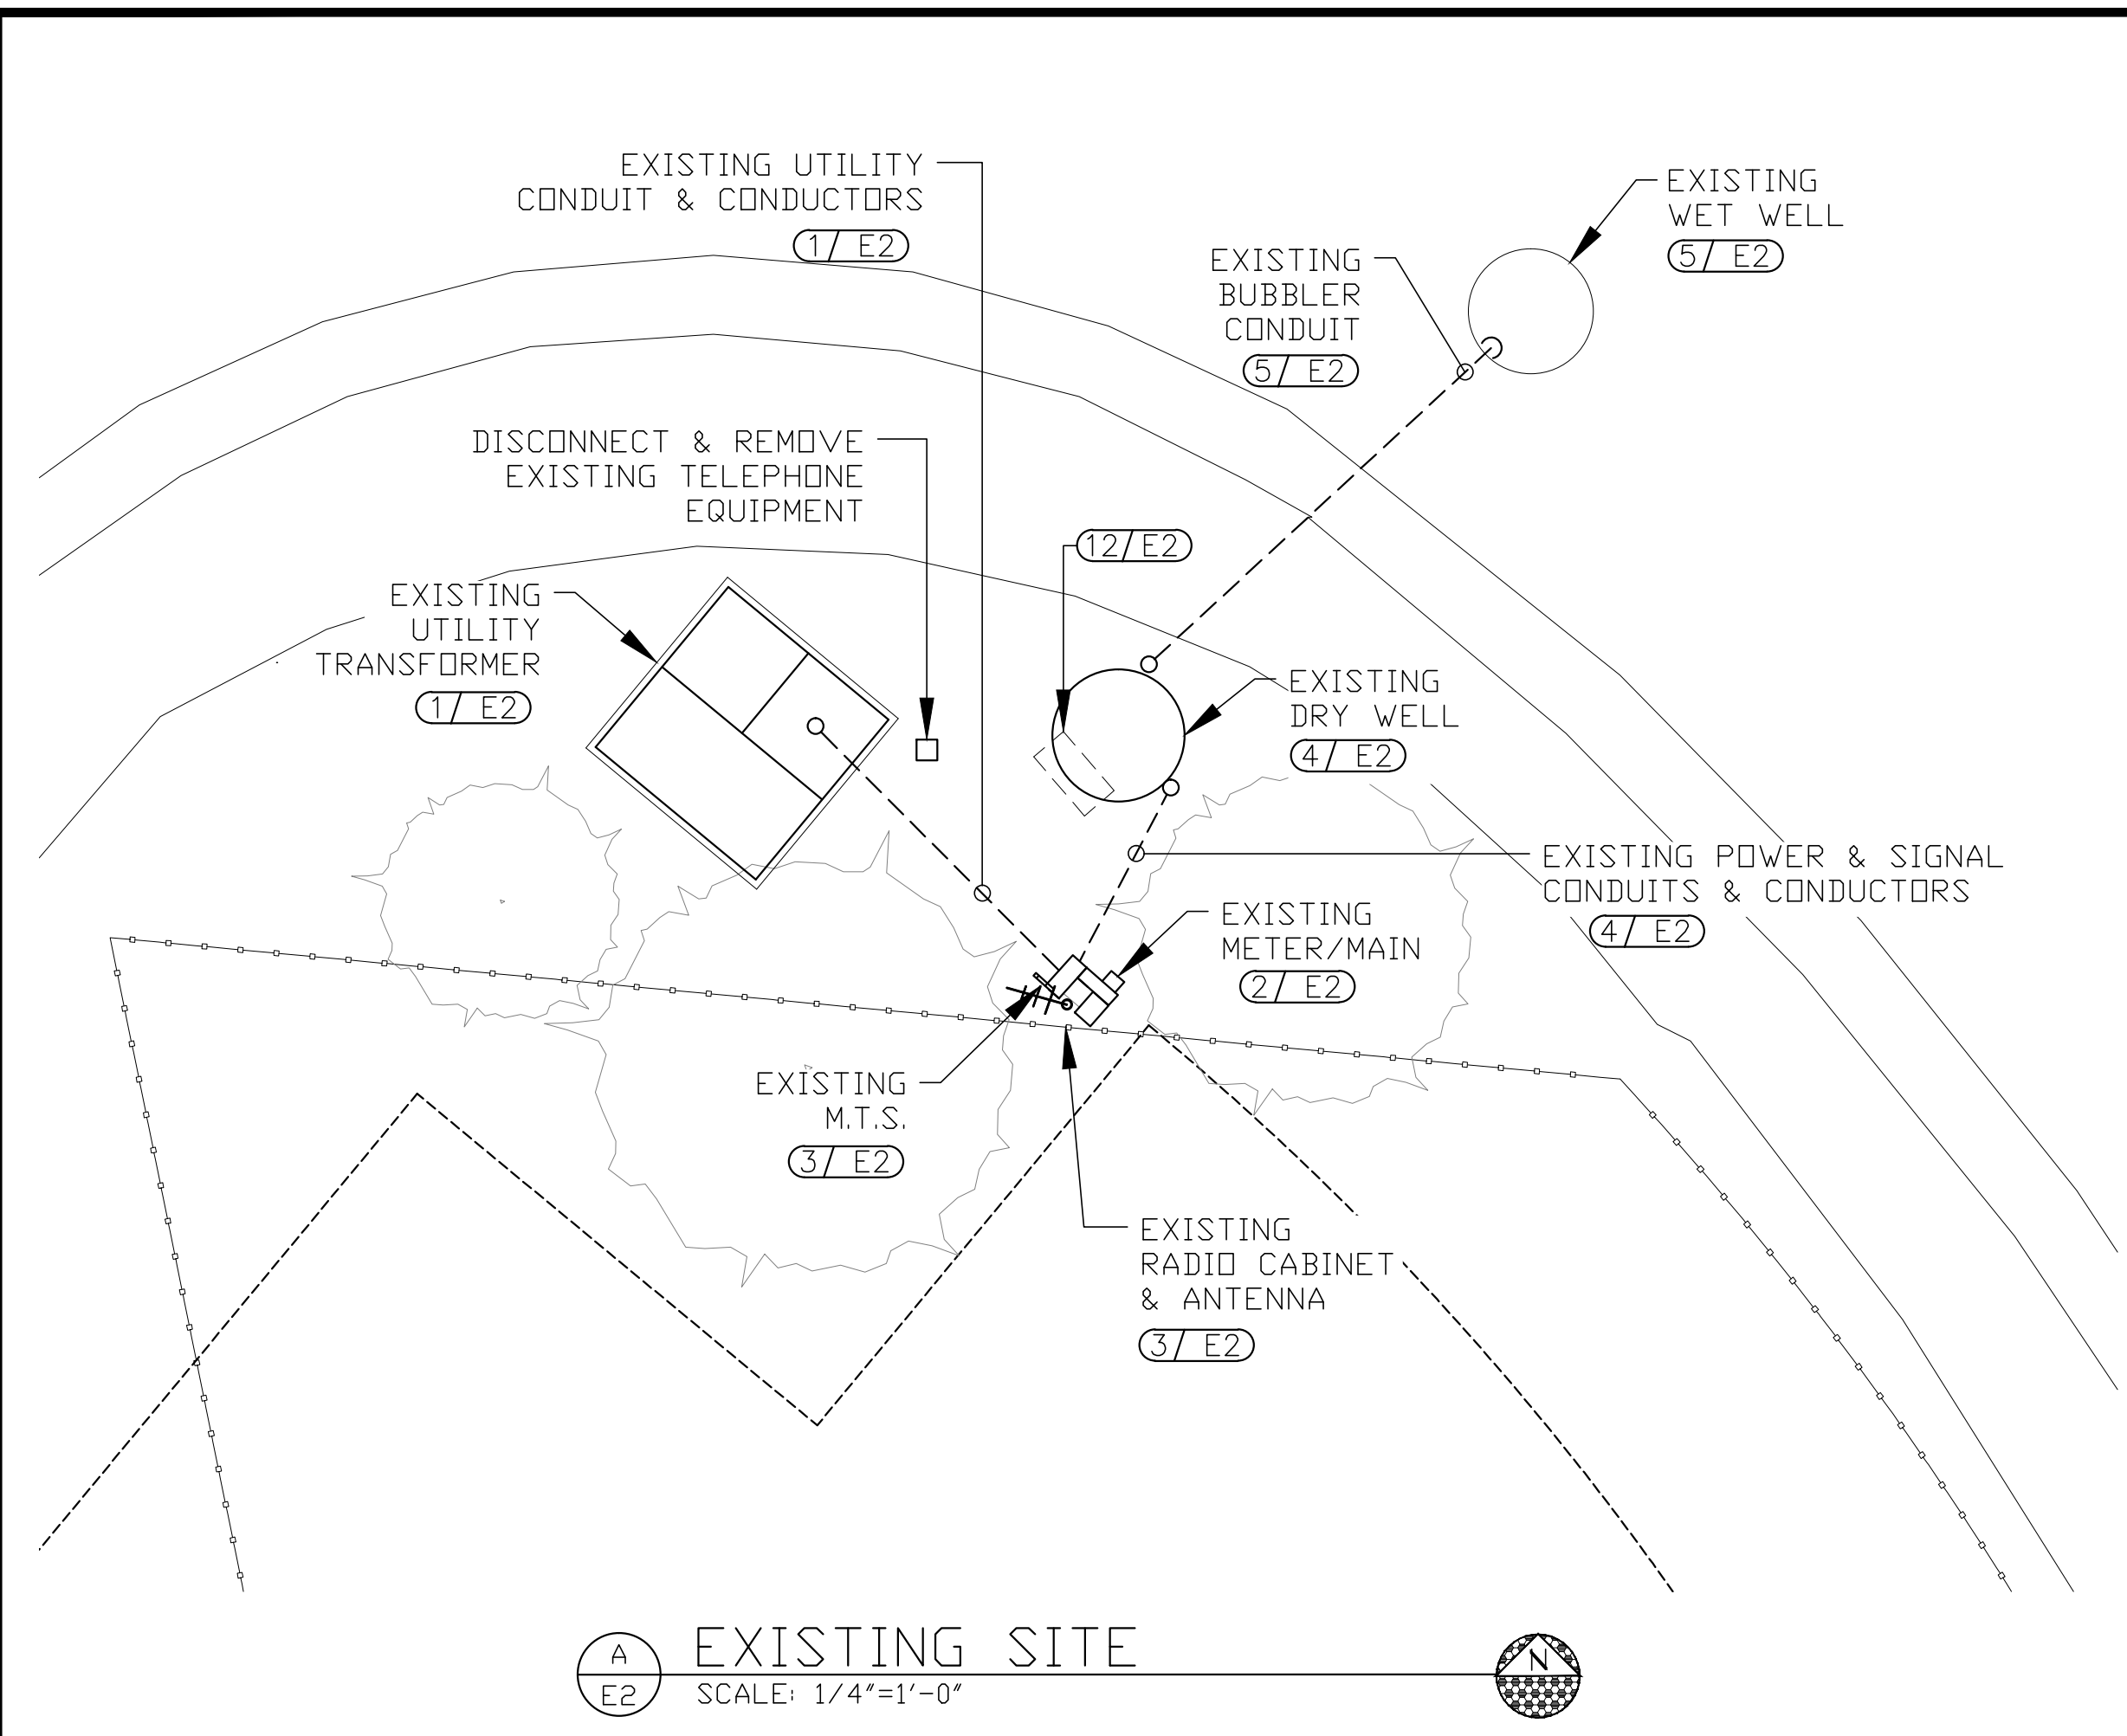 EXISTING UTILITY
CONDUIT & CONDUCTORS
1/ E2
EXISTING
WET WELL
5/ E2
EXISTING
BUBBLER
CONDUIT
5/ E2
DISCONNECT & REMOVE
EXISTING TELEPHONE
EQUIPMENT
12/E2
EXISTING
UTILITY
TRANSFORMER
1/ E2
EXISTING
DRY WELL
4/ E2
EXISTING POWER & SIGNAL
CONDUITS & CONDUCTORS
4/ E2
EXISTING
METER/MAIN
2/ E2
EXISTING
M.T.S.
3/ E2
EXISTING
RADIO CABINET
& ANTENNA
3/ E2
A
E2
EXISTING SITE
SCALE: 1/4"=1'-0"
N